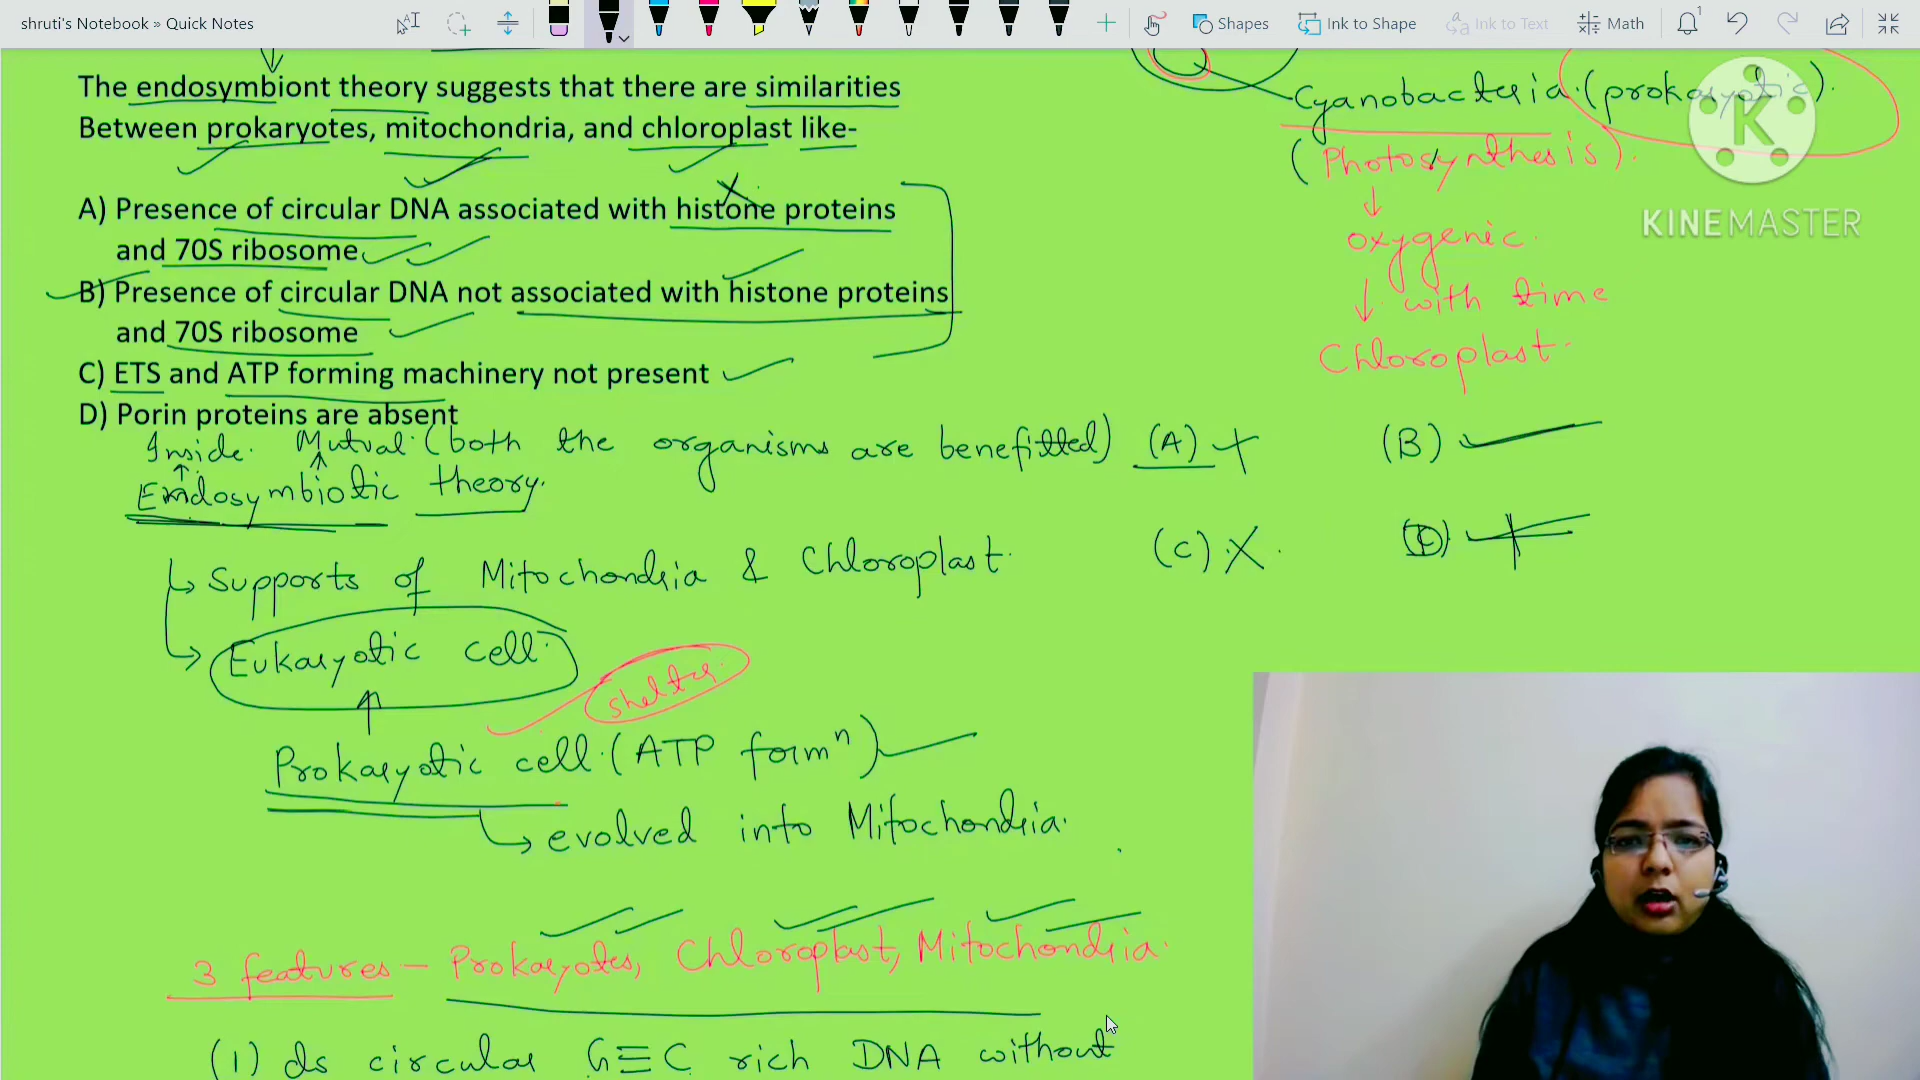 shruti's Notebook » Quick Notes
Shapes
Ink to Shape
Ink to Text
Math
1
The endosymbiont theory suggests that there are similarities
Between prokaryotes, mitochondria, and chloroplast like-
A) Presence of circular DNA associated with histone proteins
and 70S ribosome
B) Presence of circular DNA not associated with histone proteins
and 70S ribosome
C) ETS and ATP forming machinery not present
D) Porin proteins are absent
Cyanobacteria (prokaryotic).
(Photosynthesis).
oxygenic.
with time
Chloroplast.
K
KINEMASTER
Inside. Mutual. (both the organisms are benefitted)
Endosymbiotic theory.
(A) (B)
(C) (D)
Supports of Mitochondria & Chloroplast.
Eukaryotic cell.
shelter.
Prokaryotic cell. (ATP formⁿ)
evolved into Mitochondria.
3 features - Prokaryotes, Chloroplast, Mitochondria.
(1) ds circular G≡C rich DNA without